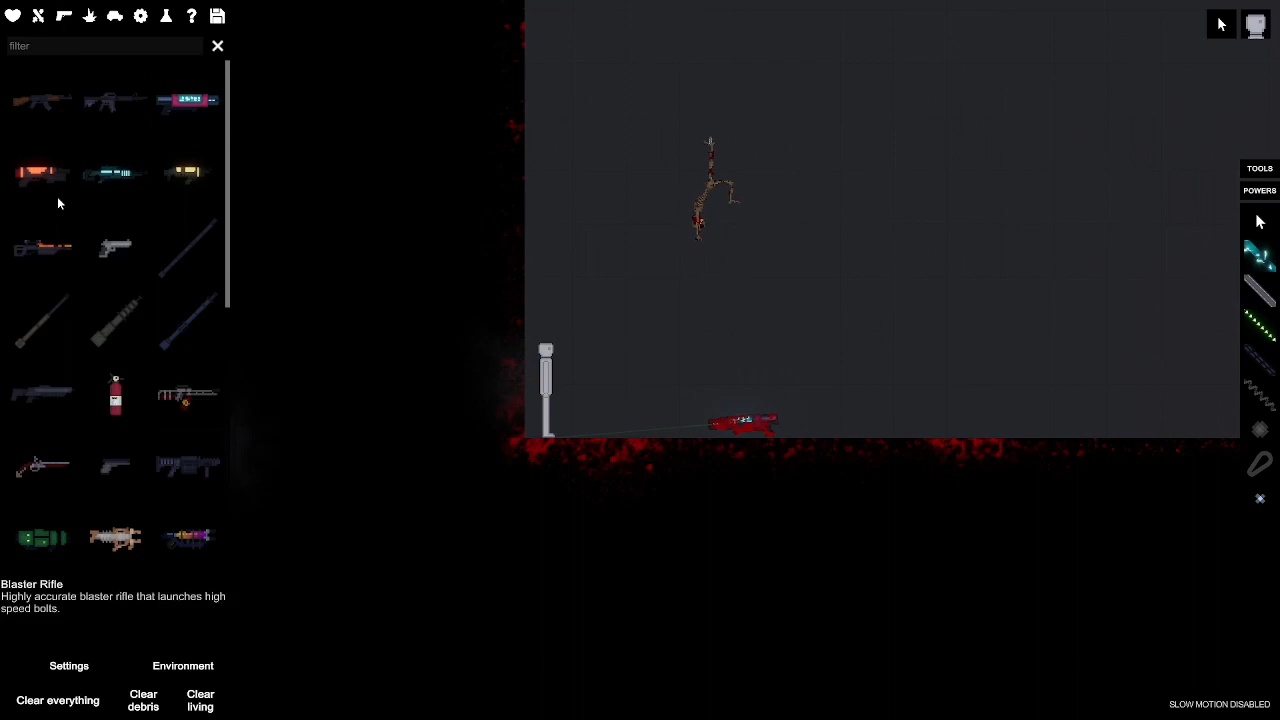 filter
TOOLS
POWERS
Blaster Rifle
Highly accurate blaster rifle that launches high
speed bolts.
Settings
Environment
Clear everything
Clear
debris
Clear
living
SLOW MOTION DISABLED